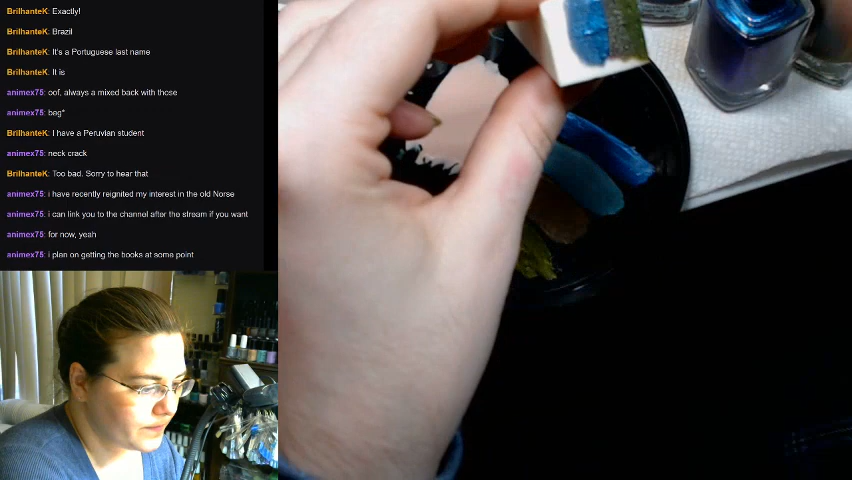 BrilhanteK: Exactly!
BrilhanteK: Brazil
BrilhanteK: It's a Portuguese last name
BrilhanteK: It is
animex75: oof, always a mixed back with those
animex75: bag*
BrilhanteK: I have a Peruvian student
animex75: neck crack
BrilhanteK: Too bad. Sorry to hear that
animex75: i have recently reignited my interest in the old Norse
animex75: i can link you to the channel after the stream if you want
animex75: for now, yeah
animex75: i plan on getting the books at some point